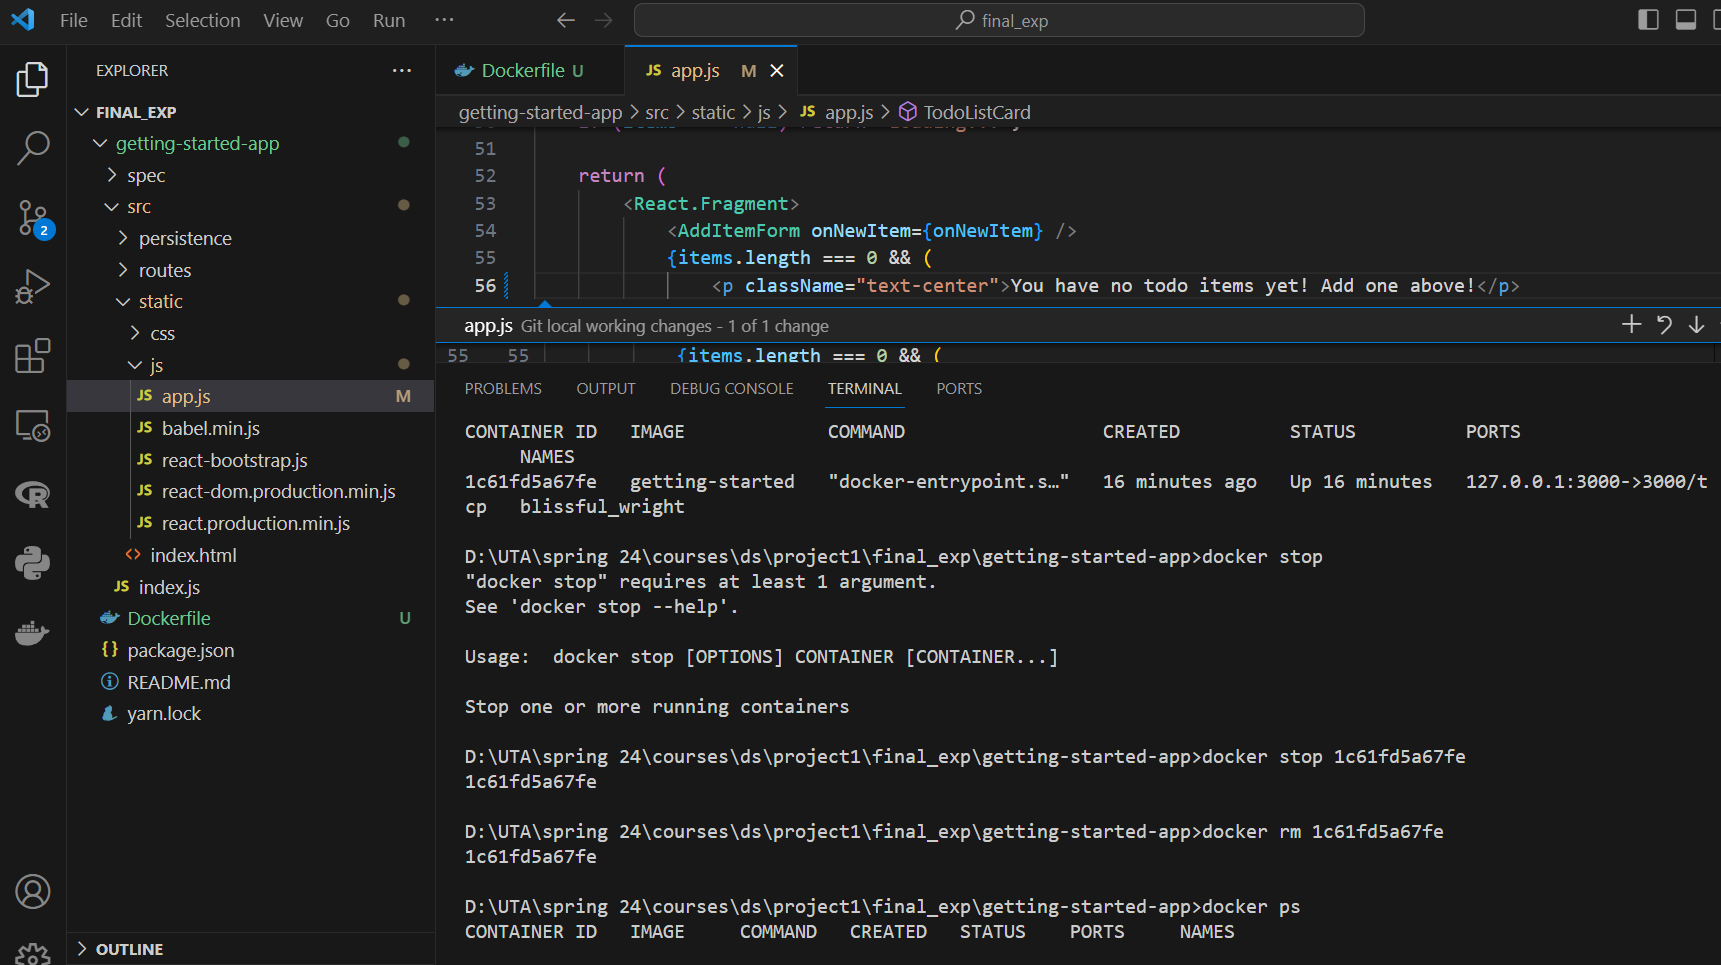 File Edit Selection View Go Run ··· final_exp
EXPLORER ···
FINAL_EXP
getting-started-app
spec
src
persistence
routes
static
css
js
JS app.js M
JS babel.min.js
JS react-bootstrap.js
JS react-dom.production.min.js
JS react.production.min.js
<> index.html
JS index.js
Dockerfile U
{} package.json
README.md
yarn.lock
OUTLINE
2
Dockerfile U JS app.js M
getting-started-app > src > static > js > JS app.js > TodoListCard
51
52 return (
53 <React.Fragment>
54 <AddItemForm onNewItem={onNewItem} />
55 {items.length === 0 && (
56 <p className="text-center">You have no todo items yet! Add one above!</p>
app.js Git local working changes - 1 of 1 change
55 55 {items.length === 0 && (
PROBLEMS OUTPUT DEBUG CONSOLE TERMINAL PORTS
CONTAINER ID IMAGE COMMAND CREATED STATUS PORTS
NAMES
1c61fd5a67fe getting-started "docker-entrypoint.s…" 16 minutes ago Up 16 minutes 127.0.0.1:3000->3000/t
cp blissful_wright
D:\UTA\spring 24\courses\ds\project1\final_exp\getting-started-app>docker stop
"docker stop" requires at least 1 argument.
See 'docker stop --help'.
Usage: docker stop [OPTIONS] CONTAINER [CONTAINER...]
Stop one or more running containers
D:\UTA\spring 24\courses\ds\project1\final_exp\getting-started-app>docker stop 1c61fd5a67fe
1c61fd5a67fe
D:\UTA\spring 24\courses\ds\project1\final_exp\getting-started-app>docker rm 1c61fd5a67fe
1c61fd5a67fe
D:\UTA\spring 24\courses\ds\project1\final_exp\getting-started-app>docker ps
CONTAINER ID IMAGE COMMAND CREATED STATUS PORTS NAMES